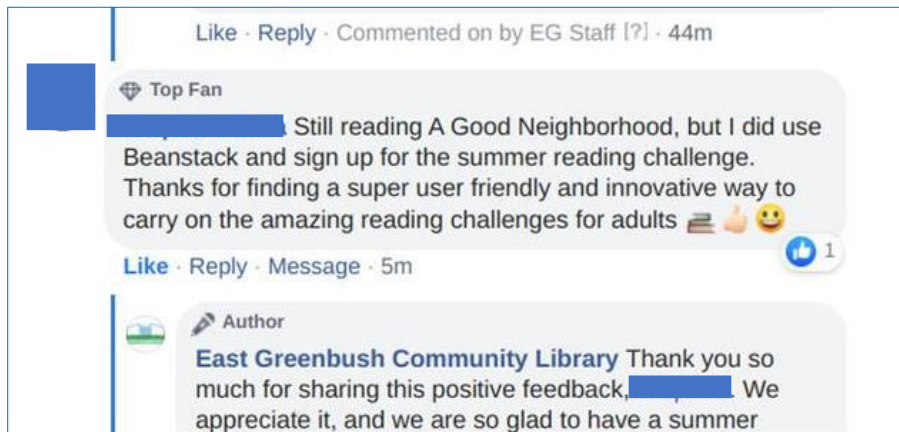 Like · Reply · Commented on by EG Staff [?] · 44m
Top Fan
Still reading A Good Neighborhood, but I did use
Beanstack and sign up for the summer reading challenge.
Thanks for finding a super user friendly and innovative way to
carry on the amazing reading challenges for adults 📚👍🏻😃
1
Like · Reply · Message · 5m
Author
East Greenbush Community Library Thank you so
much for sharing this positive feedback, . We
appreciate it, and we are so glad to have a summer